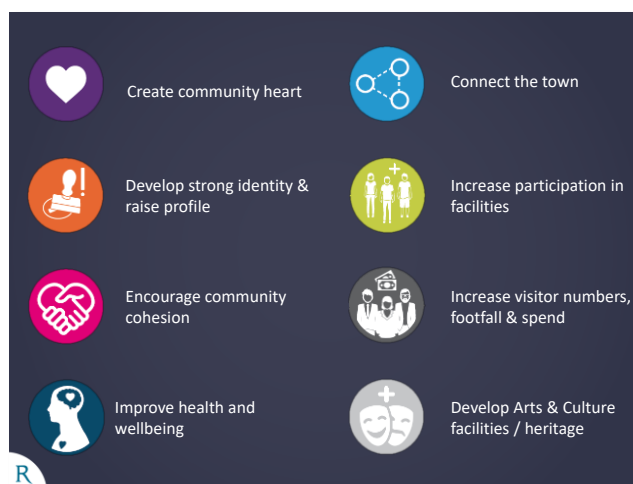 Create community heart
Connect the town
Develop strong identity &
raise profile
Increase participation in
facilities
Encourage community
cohesion
Increase visitor numbers,
footfall & spend
Improve health and
wellbeing
Develop Arts & Culture
facilities / heritage
R